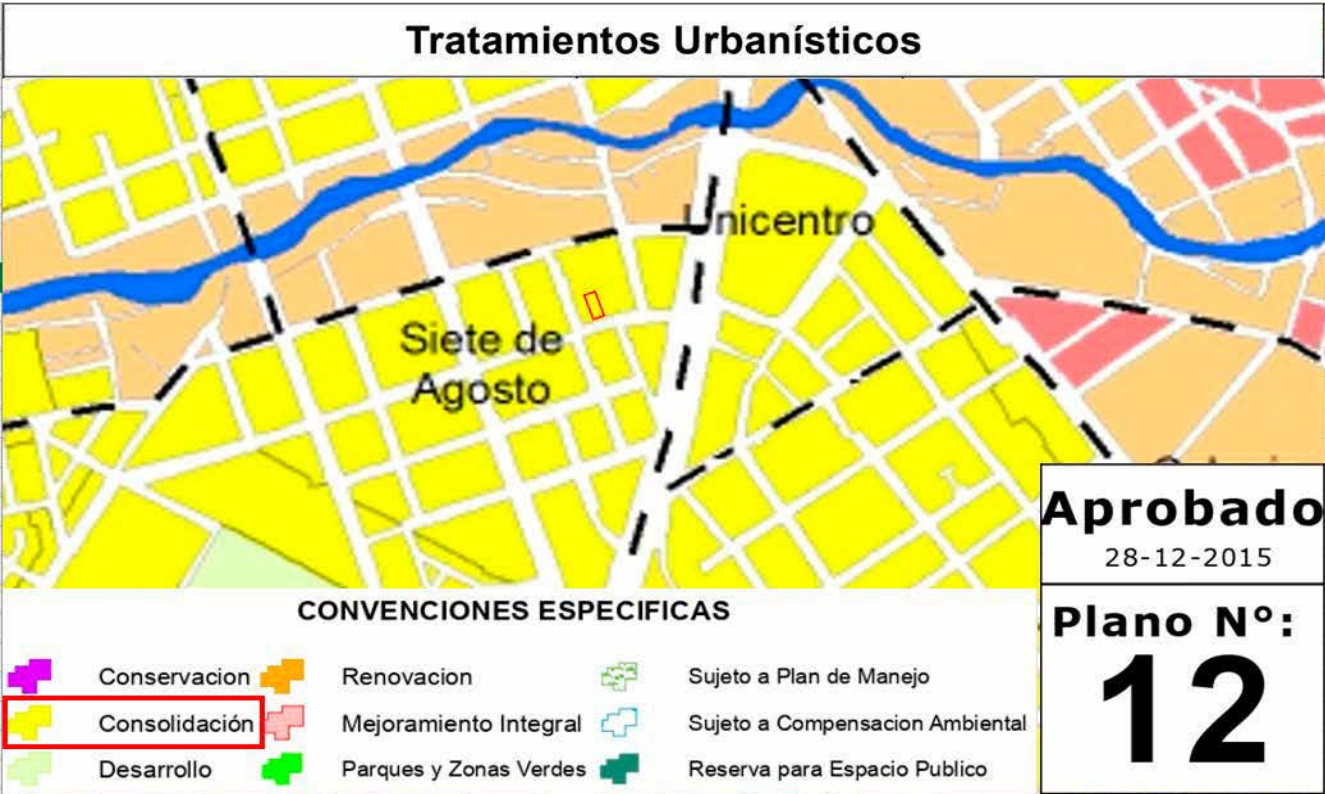 Tratamientos Urbanísticos
Unicentro
Siete de
Agosto
Aprobado
28-12-2015
Plano N°:
12
CONVENCIONES ESPECIFICAS
Conservacion
Renovacion
Sujeto a Plan de Manejo
Consolidación
Mejoramiento Integral
Sujeto a Compensacion Ambiental
Desarrollo
Parques y Zonas Verdes
Reserva para Espacio Publico